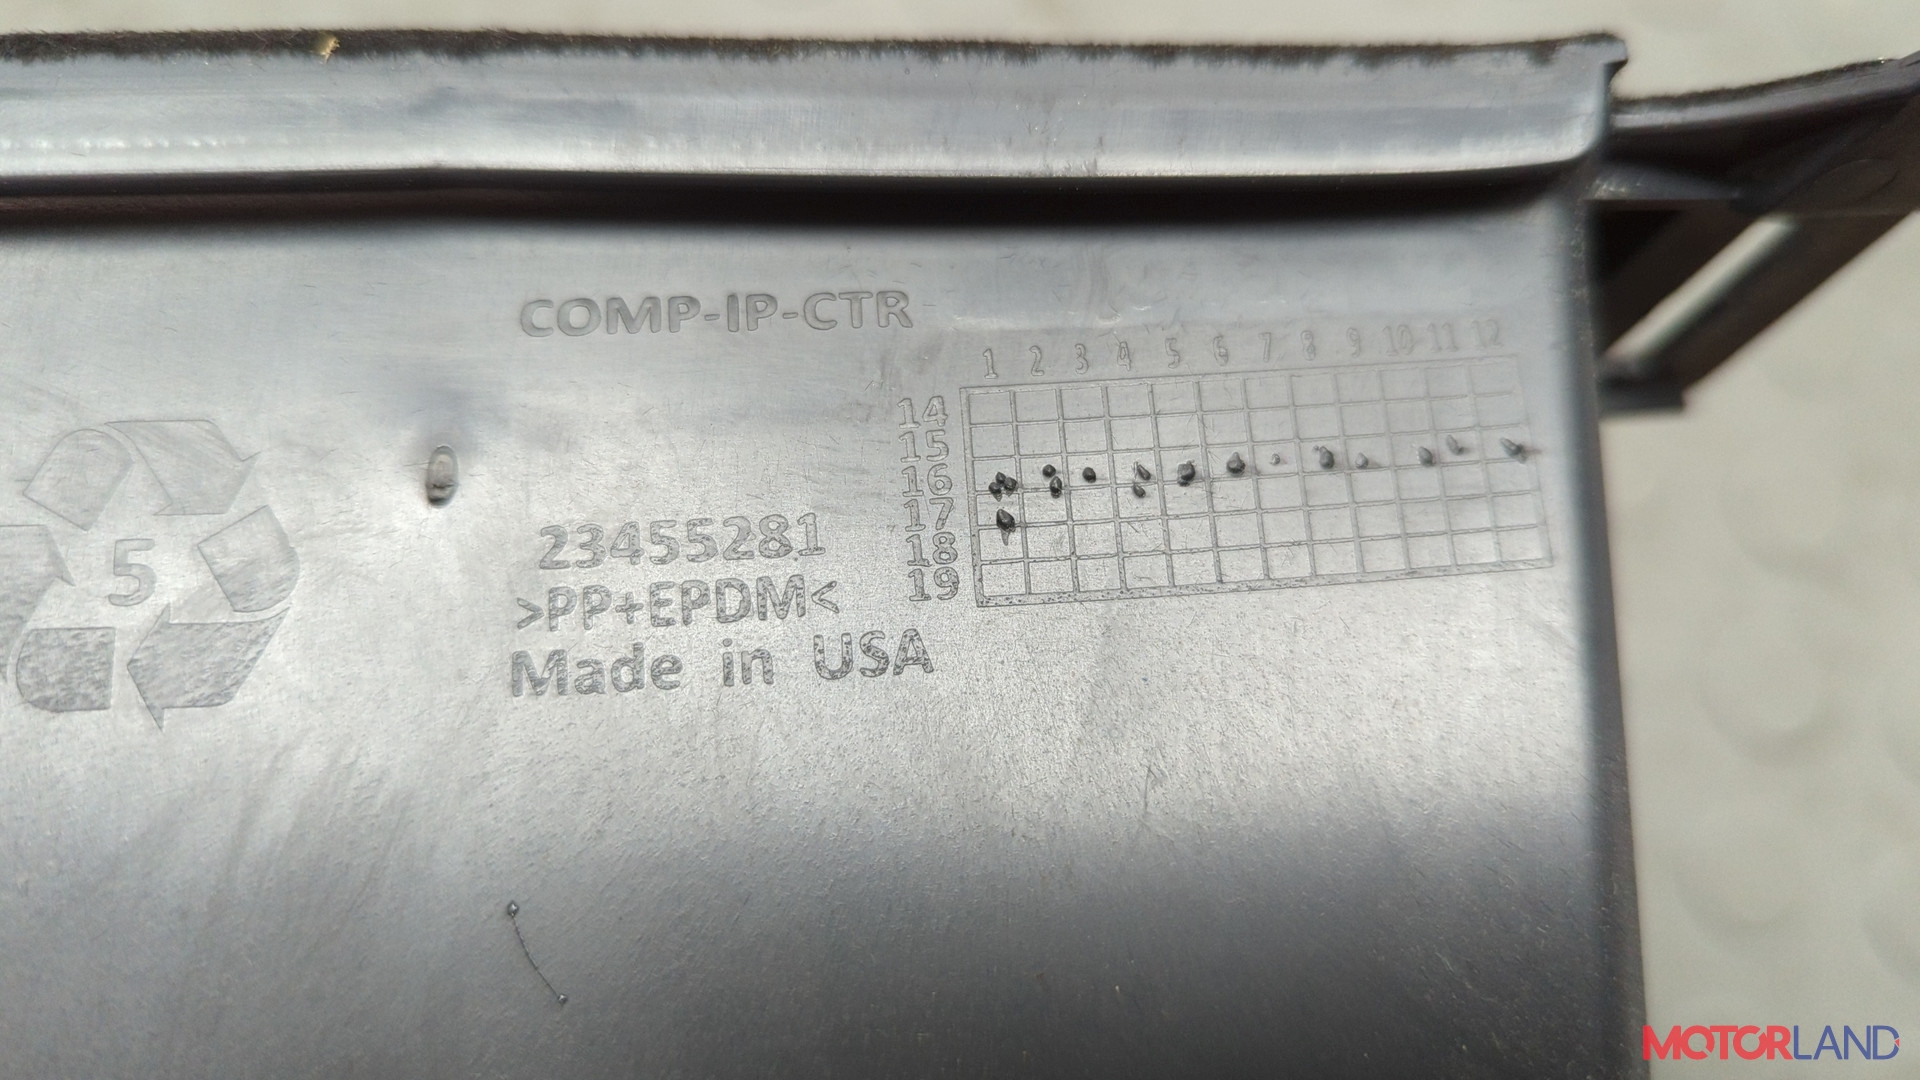 COMP-IP-CTR
1 2 3 4 5 6 7 8 9 10 11 12
14
15
16
17
18
19
5
23455281
>PP+EPDM<
Made in USA
MOTORLAND